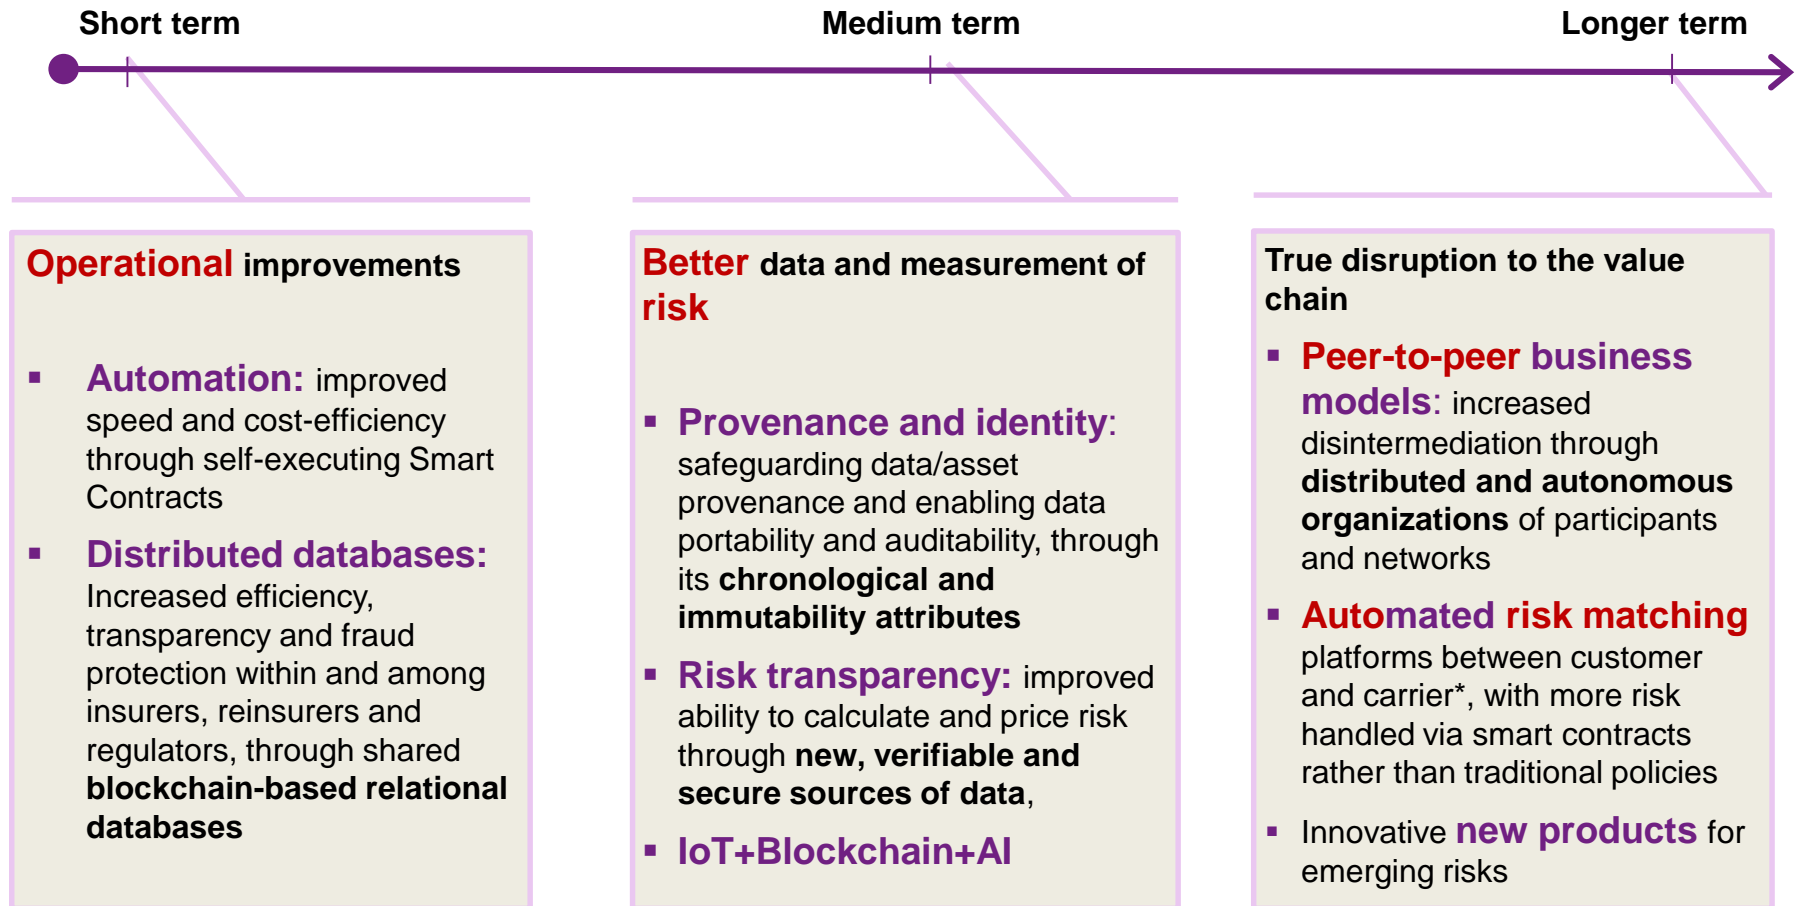 Short term
Medium term
Longer term
Operational improvements
▪ Automation: improved
speed and cost-efficiency
through self-executing Smart
Contracts
▪ Distributed databases:
Increased efficiency,
transparency and fraud
protection within and among
insurers, reinsurers and
regulators, through shared
blockchain-based relational
databases
Better data and measurement of
risk
▪ Provenance and identity:
safeguarding data/asset
provenance and enabling data
portability and auditability, through
its chronological and
immutability attributes
▪ Risk transparency: improved
ability to calculate and price risk
through new, verifiable and
secure sources of data,
▪ IoT+Blockchain+AI
True disruption to the value
chain
▪ Peer-to-peer business
models: increased
disintermediation through
distributed and autonomous
organizations of participants
and networks
▪ Automated risk matching
platforms between customer
and carrier*, with more risk
handled via smart contracts
rather than traditional policies
▪ Innovative new products for
emerging risks